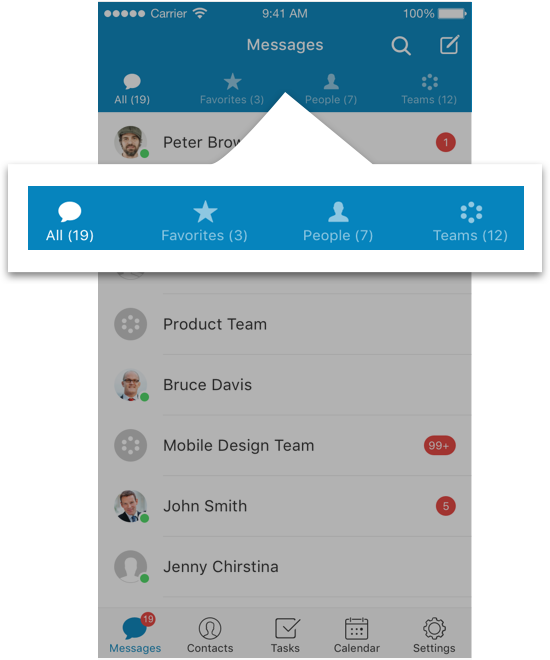 Carrier 9:41 AM 100%
Messages
All (19) Favorites (3) People (7) Teams (12)
Peter Brow 1
All (19) Favorites (3) People (7) Teams (12)
Product Team
Bruce Davis
Mobile Design Team 99+
John Smith 5
Jenny Chirstina
19
Messages Contacts Tasks Calendar Settings